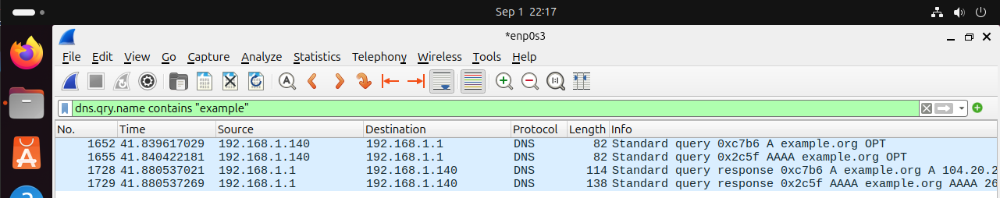 Sep 1 22:17
*enp0s3
File Edit View Go Capture Analyze Statistics Telephony Wireless Tools Help
dns.qry.name contains "example"
No. Time Source Destination Protocol Length Info
1652 41.839617029 192.168.1.140 192.168.1.1 DNS 82 Standard query 0xc7b6 A example.org OPT
1655 41.840422181 192.168.1.140 192.168.1.1 DNS 82 Standard query 0x2c5f AAAA example.org OPT
1728 41.880537021 192.168.1.1 192.168.1.140 DNS 114 Standard query response 0xc7b6 A example.org A 104.20.2
1729 41.880537269 192.168.1.1 192.168.1.140 DNS 138 Standard query response 0x2c5f AAAA example.org AAAA 26